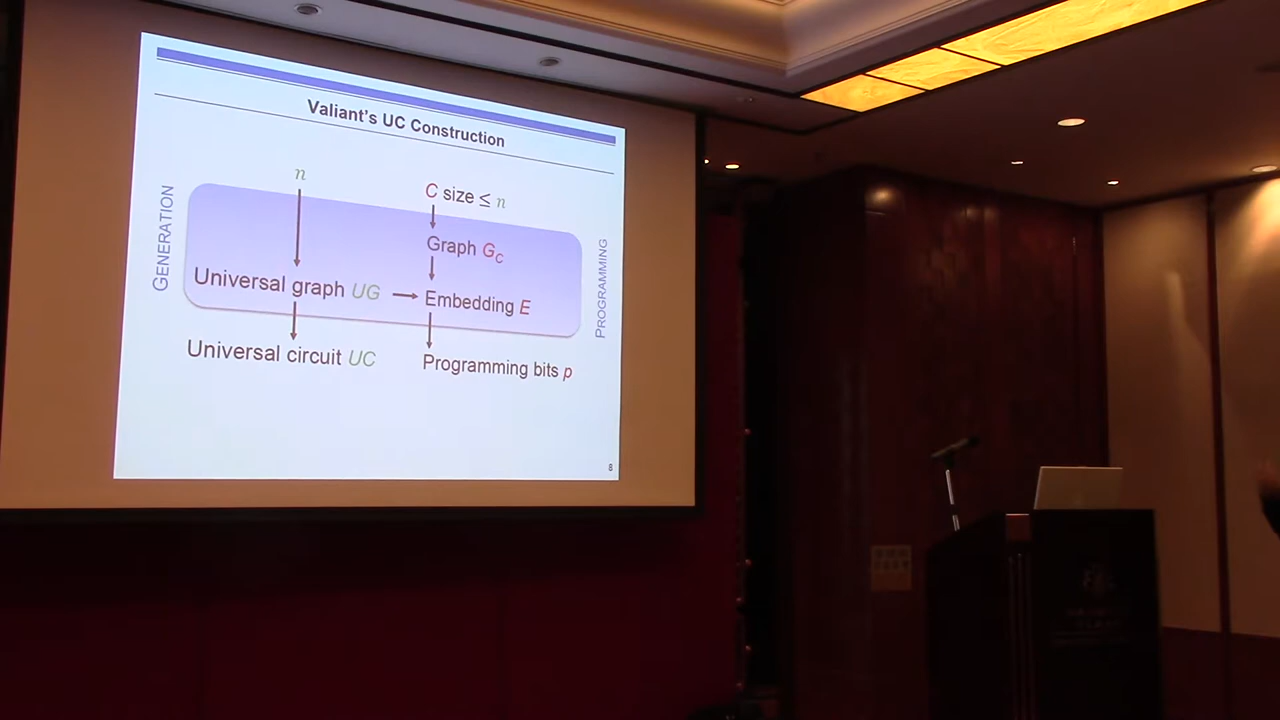 Valiant's UC Construction
GENERATION
n
C size ≤ n
Graph G_C
Universal graph UG
Embedding E
PROGRAMMING
Universal circuit UC
Programming bits p
8